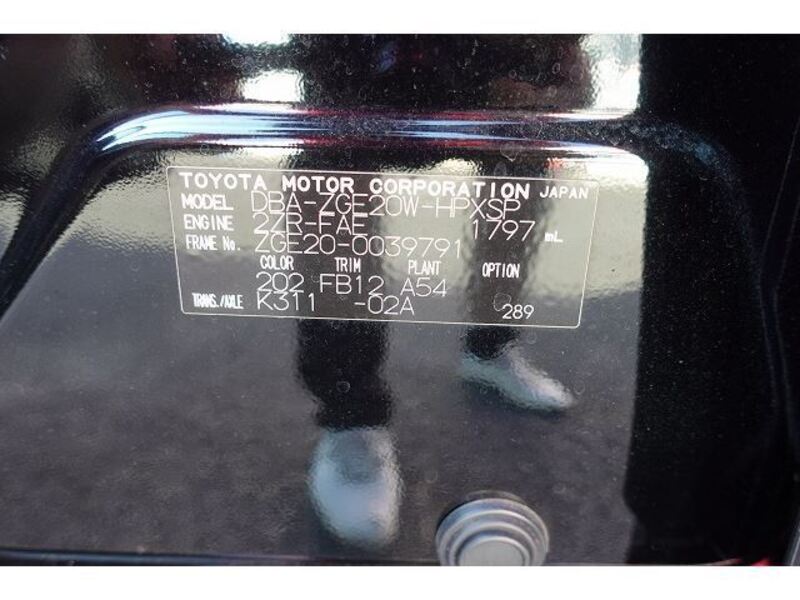 TOYOTA MOTOR CORPORATION JAPAN
MODEL DBA-ZGE20W-HPXSP
ENGINE 2ZR-FAE 1797 mL
FRAME No. ZGE20-0039791
COLOR TRIM PLANT OPTION
202 FB12 A54
TRANS./AXLE K311 -02A 289